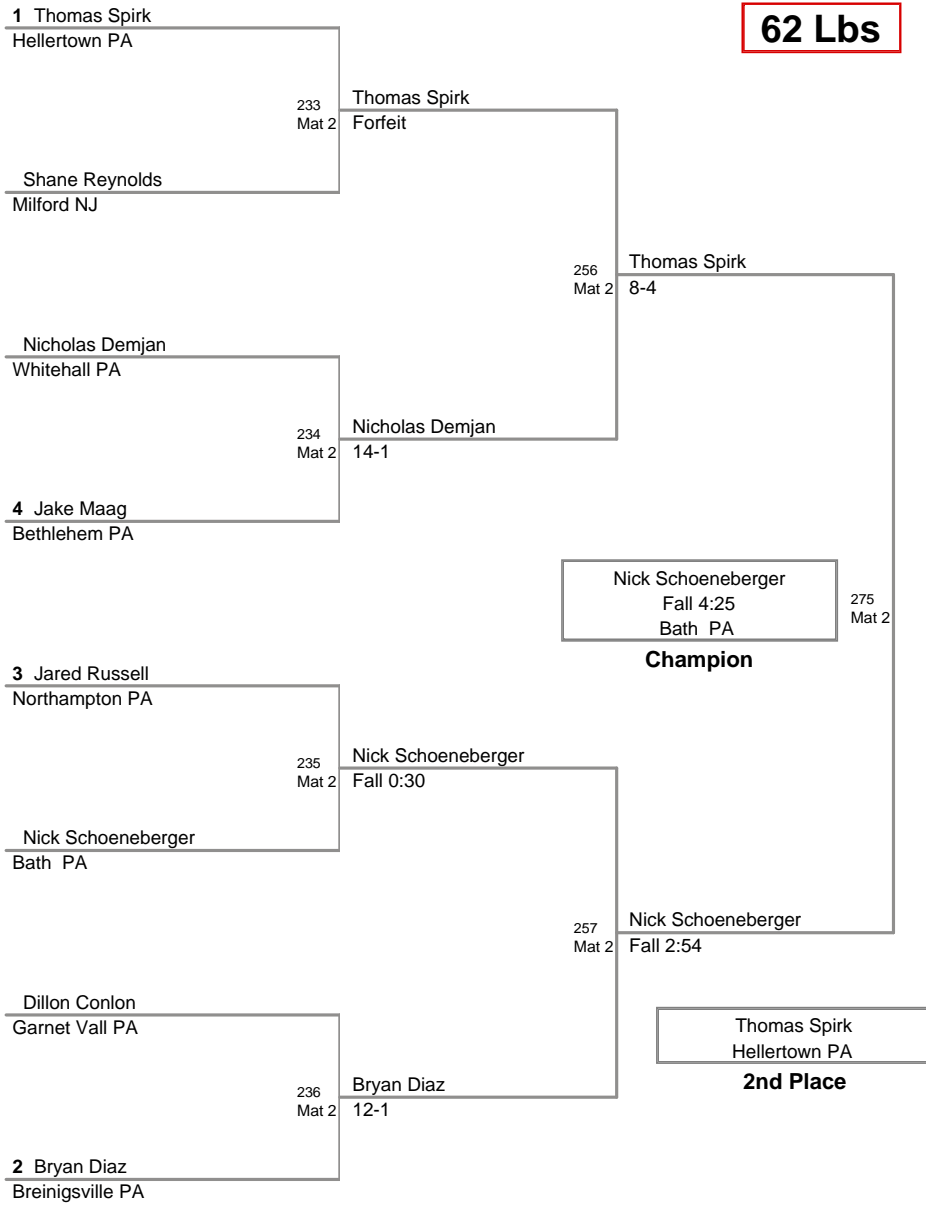 1 Thomas Spirk
Hellertown PA
62 Lbs
233
Mat 2
Thomas Spirk
Forfeit
Shane Reynolds
Milford NJ
256
Mat 2
Thomas Spirk
8-4
Nicholas Demjan
Whitehall PA
234
Mat 2
Nicholas Demjan
14-1
4 Jake Maag
Bethlehem PA
Nick Schoeneberger
Fall 4:25
Bath  PA
Champion
275
Mat 2
3 Jared Russell
Northampton PA
235
Mat 2
Nick Schoeneberger
Fall 0:30
Nick Schoeneberger
Bath  PA
257
Mat 2
Nick Schoeneberger
Fall 2:54
Dillon Conlon
Garnet Vall PA
Thomas Spirk
Hellertown PA
2nd Place
236
Mat 2
Bryan Diaz
12-1
2 Bryan Diaz
Breinigsville PA